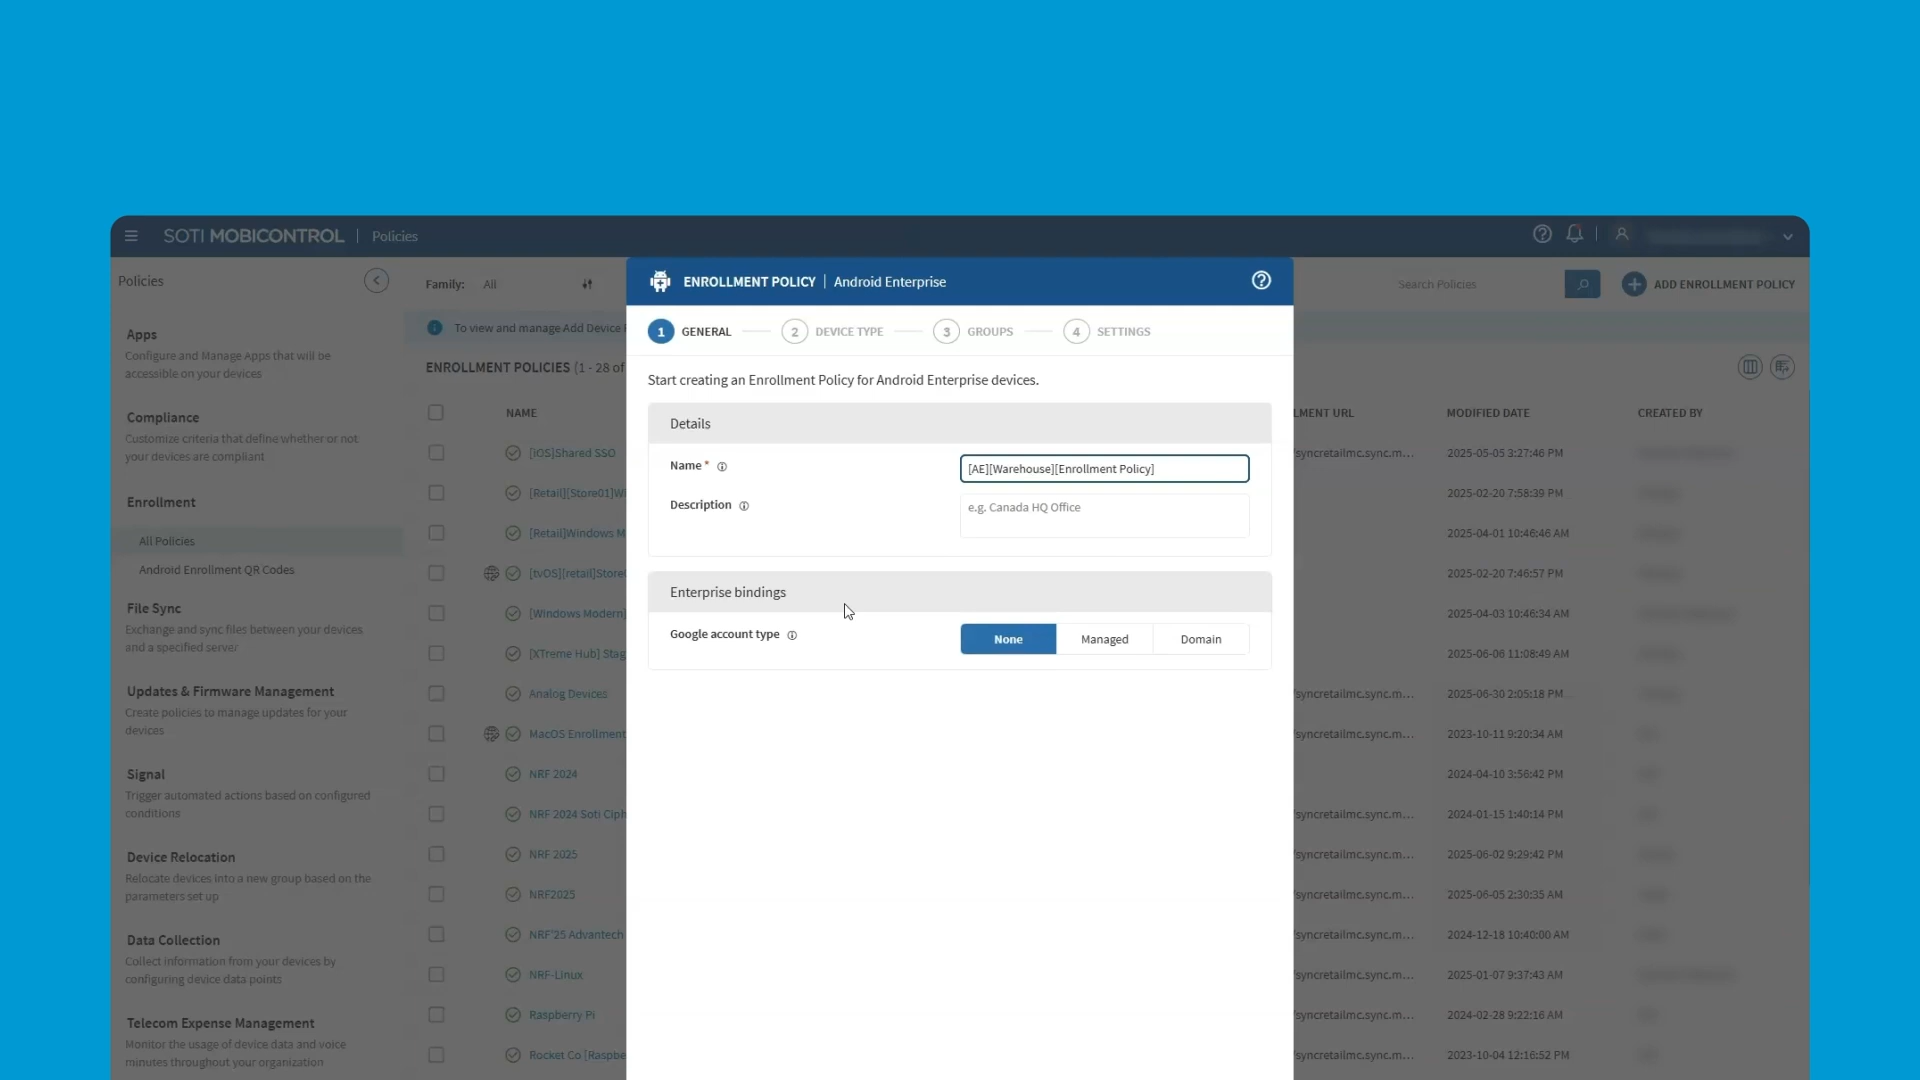 SOTI MOBICONTROL | Policies
Policies
Family: All
Search Policies
ADD ENROLLMENT POLICY
To view and manage Add Device
ENROLLMENT POLICIES (1 - 28 of
NAME
LMENT URL
MODIFIED DATE
CREATED BY
Apps
Configure and Manage Apps that will be
accessible on your devices
Compliance
Customize criteria that define whether or not
your devices are compliant
Enrollment
All Policies
Android Enrollment QR Codes
File Sync
Exchange and sync files between your devices
and a specified server
Updates & Firmware Management
Create policies to manage updates for your
devices
Signal
Trigger automated actions based on configured
conditions
Device Relocation
Relocate devices into a new group based on the
parameters set up
Data Collection
Collect information from your devices by
configuring device data points
Telecom Expense Management
Monitor the usage of device data and voice
minutes throughout your organization
[iOS]Shared SSO
[Retail][Store01]Wi
[Retail]Windows M
[tvOS][retail]Store
[Windows Modern]
[XTreme Hub] Stag
Analog Devices
MacOS Enrollment
NRF 2024
NRF 2024 Soti Ciph
NRF 2025
NRF2025
NRF'25 Advantech
NRF-Linux
Raspberry Pi
Rocket Co [Raspbe
ENROLLMENT POLICY | Android Enterprise
1 GENERAL
2 DEVICE TYPE
3 GROUPS
4 SETTINGS
Start creating an Enrollment Policy for Android Enterprise devices.
Details
Name *
[AE][Warehouse][Enrollment Policy]
Description
e.g. Canada HQ Office
Enterprise bindings
Google account type
None
Managed
Domain
/syncretailmc.sync.m... 2025-05-05 3:27:46 PM
2025-02-20 7:58:39 PM
2025-04-01 10:46:46 AM
2025-02-20 7:46:57 PM
2025-04-03 10:46:34 AM
2025-06-06 11:08:49 AM
/syncretailmc.sync.m... 2025-06-30 2:05:18 PM
/syncretailmc.sync.m... 2023-10-11 9:20:34 AM
2024-04-10 3:56:42 PM
/syncretailmc.sync.m... 2024-01-15 1:40:14 PM
/syncretailmc.sync.m... 2025-06-02 9:29:42 PM
/syncretailmc.sync.m... 2025-06-05 2:30:35 AM
/syncretailmc.sync.m... 2024-12-18 10:40:00 AM
/syncretailmc.sync.m... 2025-01-07 9:37:43 AM
/syncretailmc.sync.m... 2024-02-28 9:22:16 AM
/syncretailmc.sync.m... 2023-10-04 12:16:52 PM